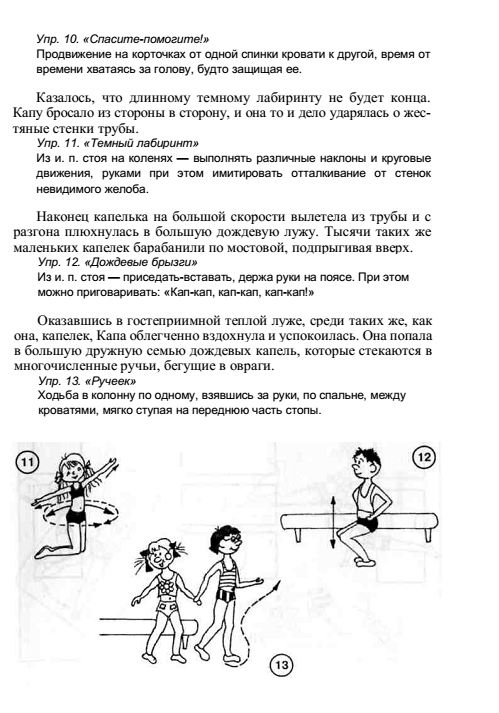 Упр. 10. «Спасите-помогите!»
Продвижение на корточках от одной спинки кровати к другой, время от
времени хватаясь за голову, будто защищая ее.
Казалось, что длинному темному лабиринту не будет конца.
Капу бросало из стороны в сторону, и она то и дело ударялась о жес-
тяные стенки трубы.
Упр. 11. «Темный лабиринт»
Из и. п. стоя на коленях — выполнять различные наклоны и круговые
движения, руками при этом имитировать отталкивание от стенок
невидимого желоба.
Наконец капелька на большой скорости вылетела из трубы и с
разгона плюхнулась в большую дождевую лужу. Тысячи таких же
маленьких капелек барабанили по мостовой, подпрыгивая вверх.
Упр. 12. «Дождевые брызги»
Из и. п. стоя — приседать-вставать, держа руки на поясе. При этом
можно приговаривать: «Кап-кап, кап-кап, кап-кап!»
Оказавшись в гостеприимной теплой луже, среди таких же, как
она, капелек, Капа облегченно вздохнула и успокоилась. Она попала
в большую дружную семью дождевых капель, которые стекаются в
многочисленные ручьи, бегущие в овраги.
Упр. 13. «Ручеек»
Ходьба в колонну по одному, взявшись за руки, по спальне, между
кроватями, мягко ступая на переднюю часть стопы.
11
12
13